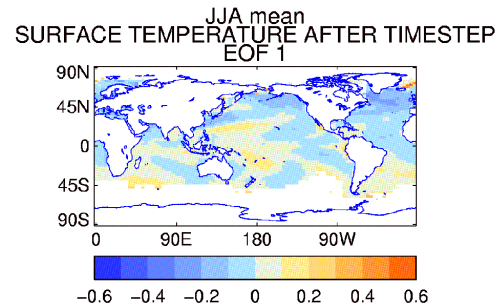 JJA mean
SURFACE TEMPERATURE AFTER TIMESTEP
EOF 1
90N
45N
0
45S
90S
0 90E 180 90W
−0.6 −0.4 −0.2 0 0.2 0.4 0.6